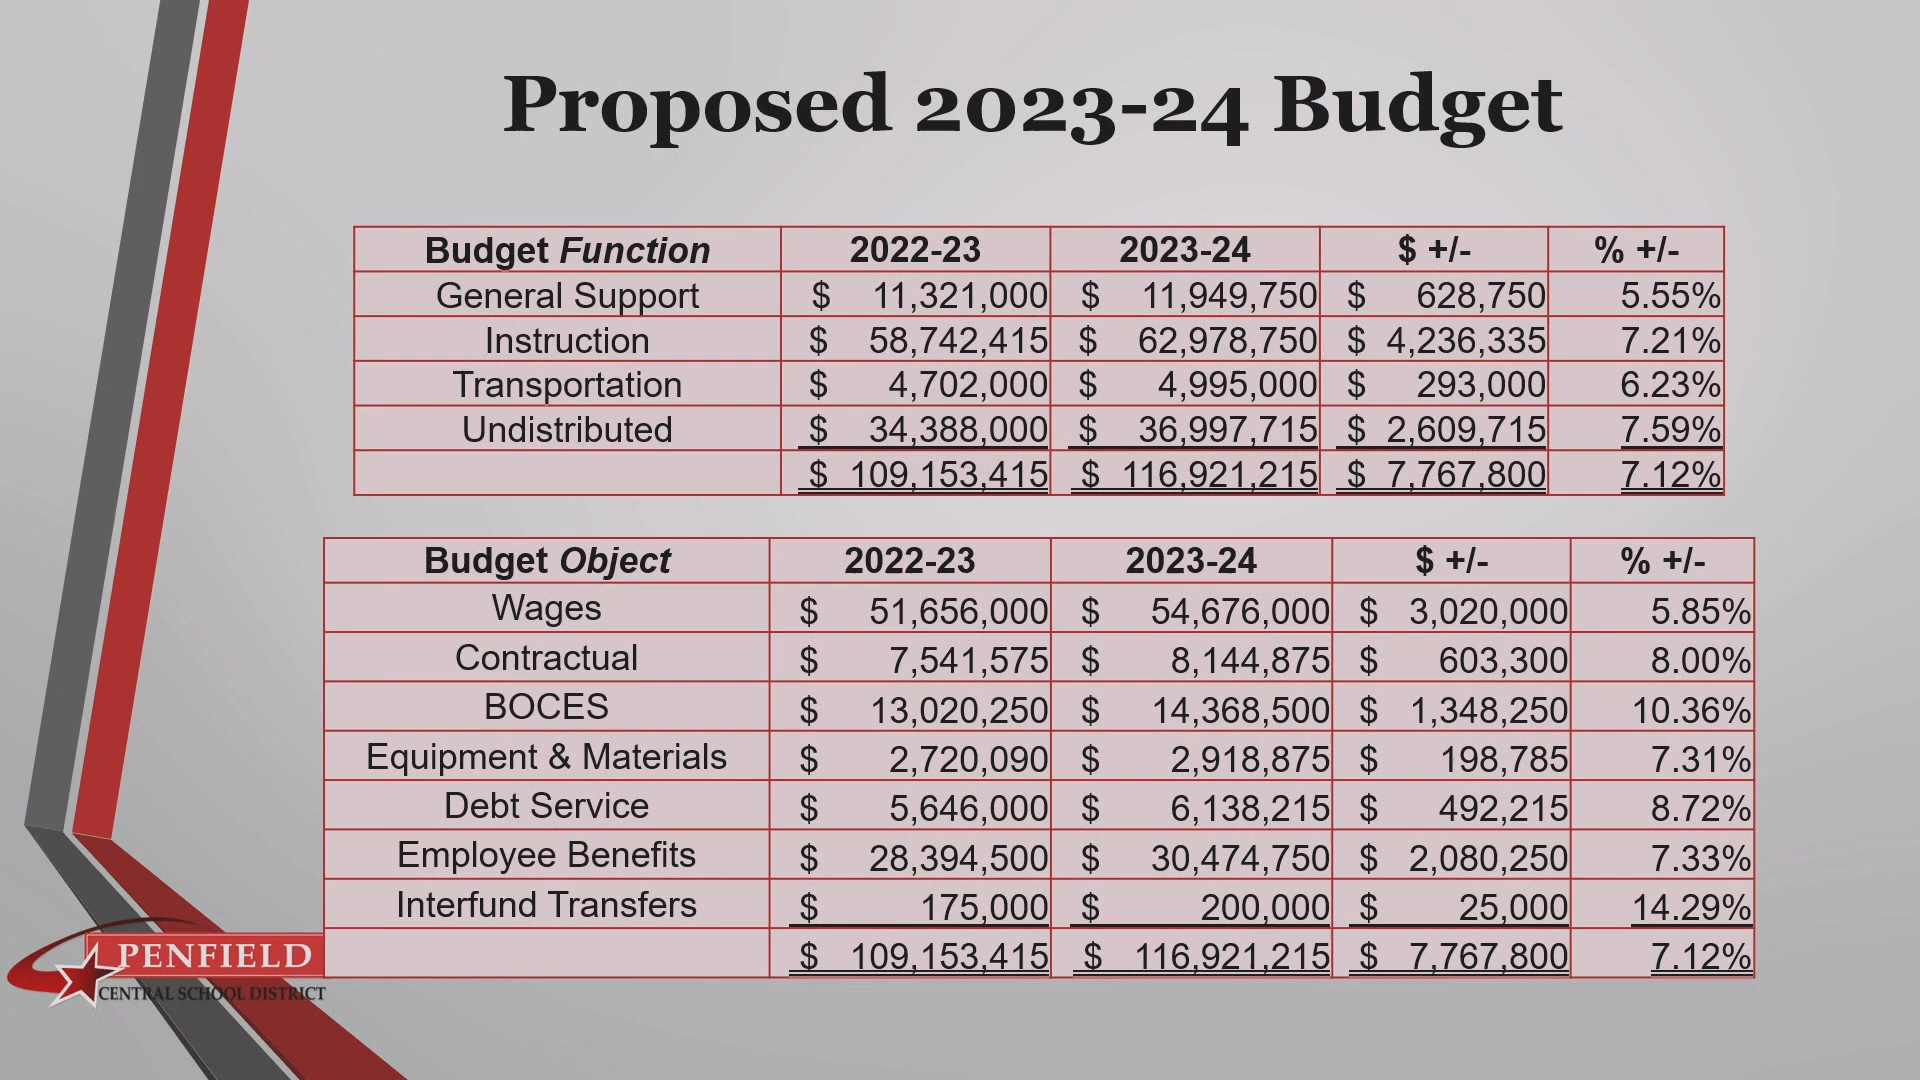 Proposed 2023-24 Budget
Budget Function 2022-23 2023-24 $ +/- % +/-
General Support $ 11,321,000 $ 11,949,750 $ 628,750 5.55%
Instruction $ 58,742,415 $ 62,978,750 $ 4,236,335 7.21%
Transportation $ 4,702,000 $ 4,995,000 $ 293,000 6.23%
Undistributed $ 34,388,000 $ 36,997,715 $ 2,609,715 7.59%
$ 109,153,415 $ 116,921,215 $ 7,767,800 7.12%
Budget Object 2022-23 2023-24 $ +/- % +/-
Wages $ 51,656,000 $ 54,676,000 $ 3,020,000 5.85%
Contractual $ 7,541,575 $ 8,144,875 $ 603,300 8.00%
BOCES $ 13,020,250 $ 14,368,500 $ 1,348,250 10.36%
Equipment & Materials $ 2,720,090 $ 2,918,875 $ 198,785 7.31%
Debt Service $ 5,646,000 $ 6,138,215 $ 492,215 8.72%
Employee Benefits $ 28,394,500 $ 30,474,750 $ 2,080,250 7.33%
Interfund Transfers $ 175,000 $ 200,000 $ 25,000 14.29%
$ 109,153,415 $ 116,921,215 $ 7,767,800 7.12%
PENFIELD
CENTRAL SCHOOL DISTRICT